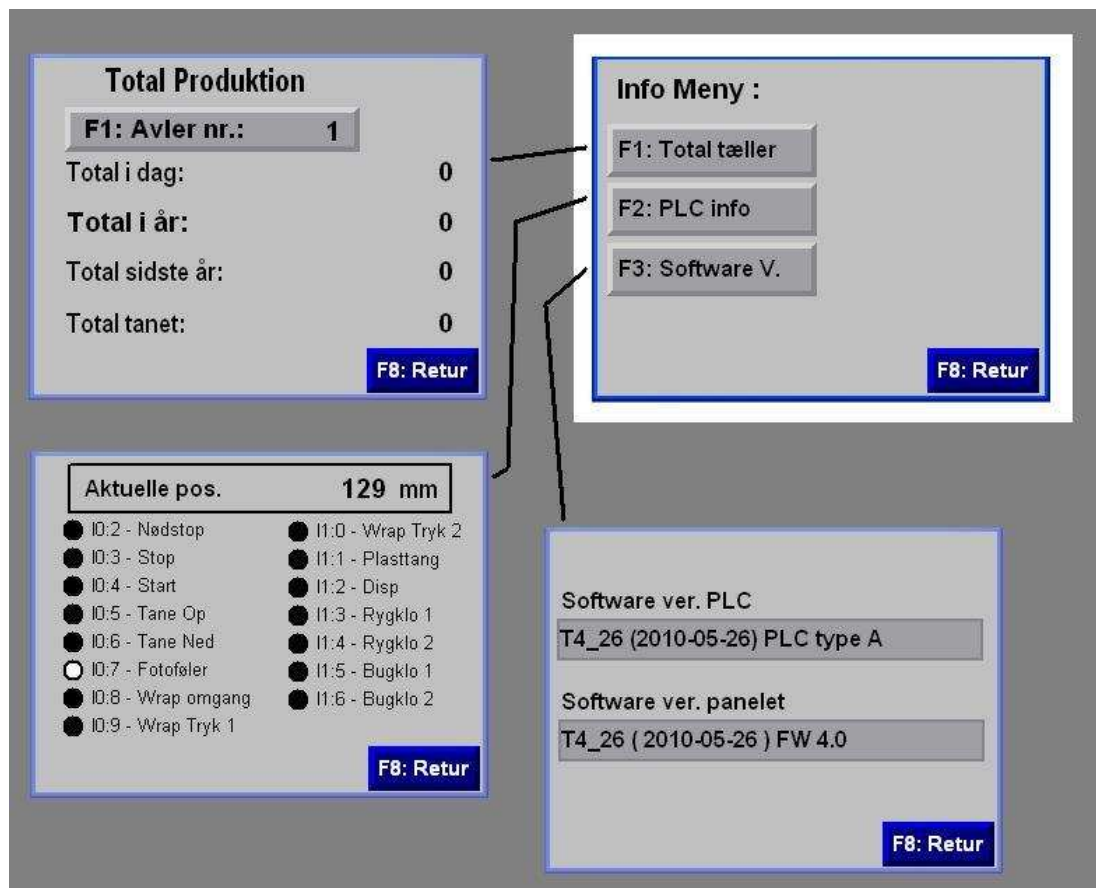 Total Produktion
F1: Avler nr.: 1
Total i dag: 0
Total i år: 0
Total sidste år: 0
Total tanet: 0
F8: Retur
Info Meny :
F1: Total tæller
F2: PLC info
F3: Software V.
F8: Retur
Aktuelle pos. 129 mm
I0:2 - Nødstop
I0:3 - Stop
I0:4 - Start
I0:5 - Tane Op
I0:6 - Tane Ned
I0:7 - Fotoføler
I0:8 - Wrap omgang
I0:9 - Wrap Tryk 1
I1:0 - Wrap Tryk 2
I1:1 - Plasttang
I1:2 - Disp
I1:3 - Rygklo 1
I1:4 - Rygklo 2
I1:5 - Bugklo 1
I1:6 - Bugklo 2
F8: Retur
Software ver. PLC
T4_26 (2010-05-26) PLC type A
Software ver. panelet
T4_26 ( 2010-05-26 ) FW 4.0
F8: Retur